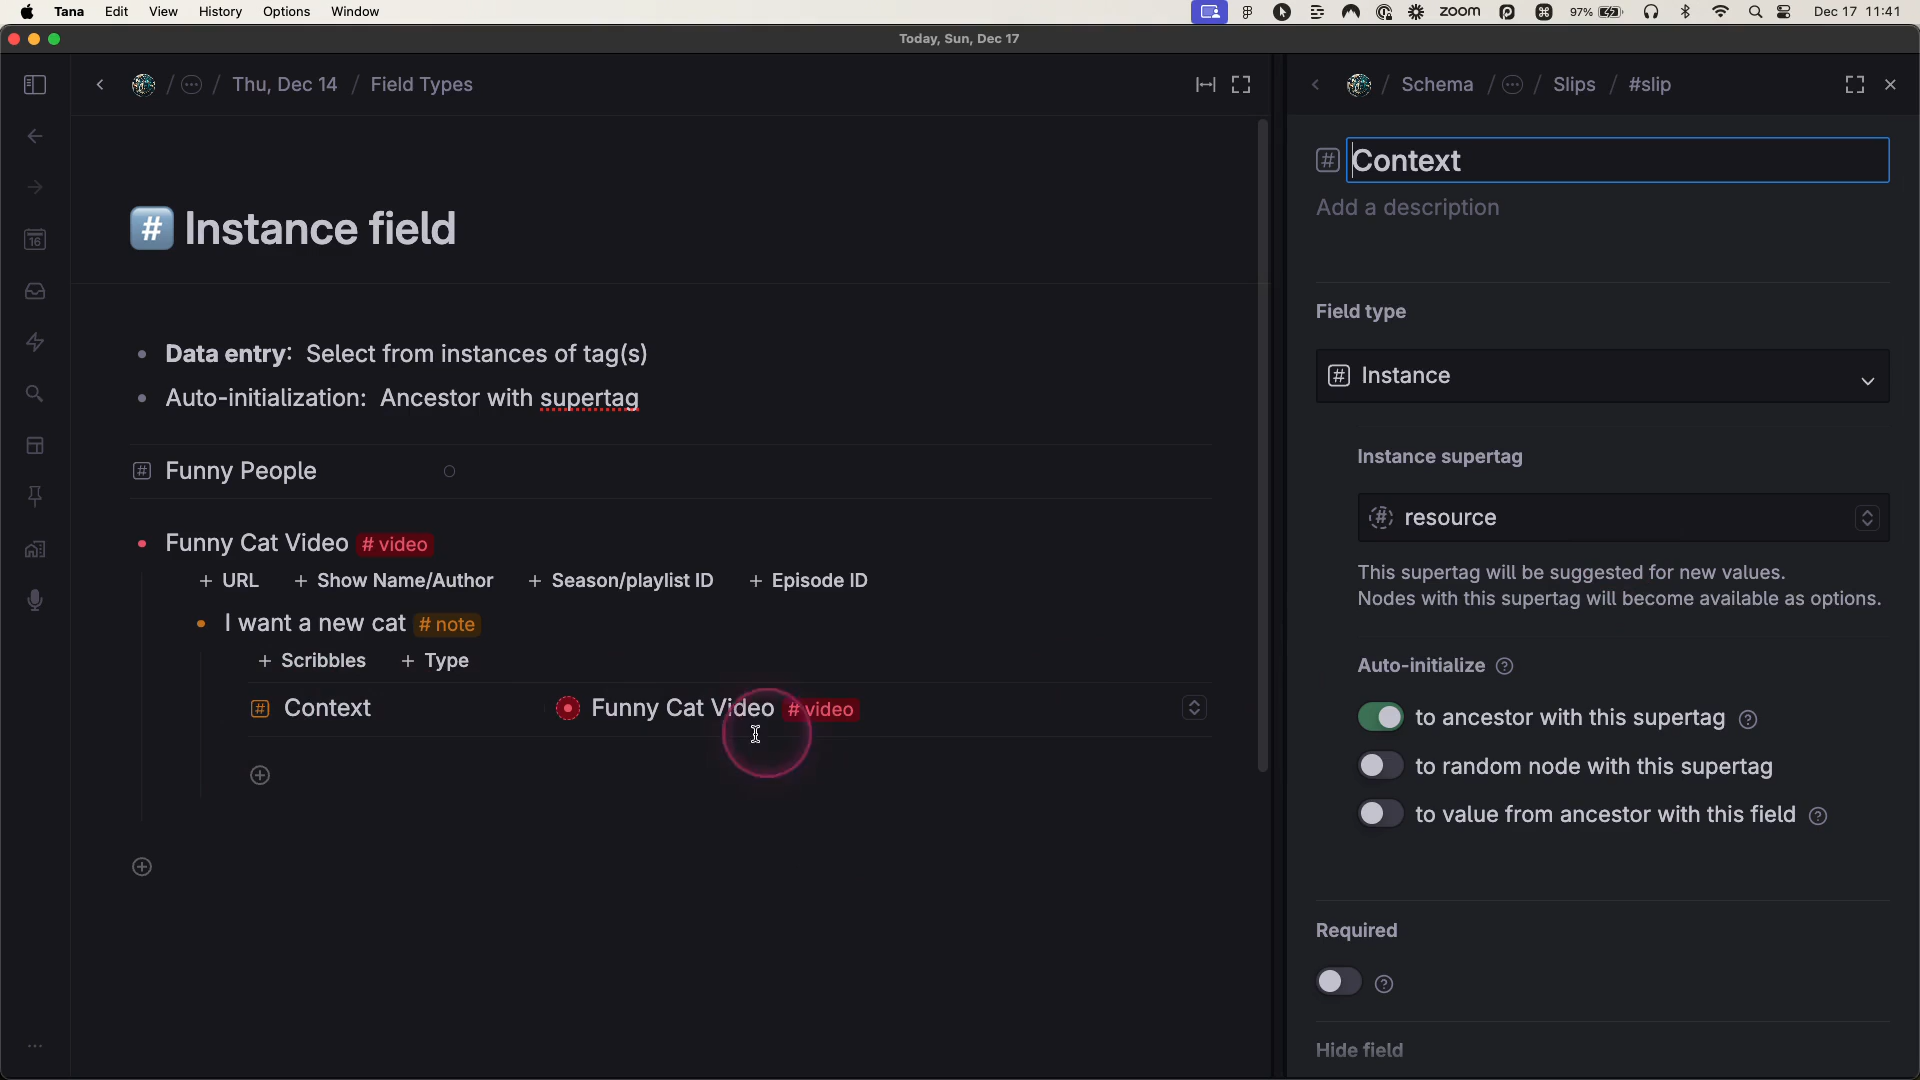 Tana Edit View History Options Window zoom 97% Dec 17 11:41
Today, Sun, Dec 17
/ / Thu, Dec 14 / Field Types
/ Schema / / Slips / #slip
# Instance field
# Context
Add a description
Field type
# Instance
• Data entry: Select from instances of tag(s)
• Auto-initialization: Ancestor with supertag
# Funny People
Instance supertag
# resource
This supertag will be suggested for new values.
Nodes with this supertag will become available as options.
• Funny Cat Video # video
+ URL + Show Name/Author + Season/playlist ID + Episode ID
• I want a new cat # note
+ Scribbles + Type
# Context Funny Cat Video # video
Auto-initialize ?
to ancestor with this supertag ?
to random node with this supertag
to value from ancestor with this field ?
Required
?
Hide field
16